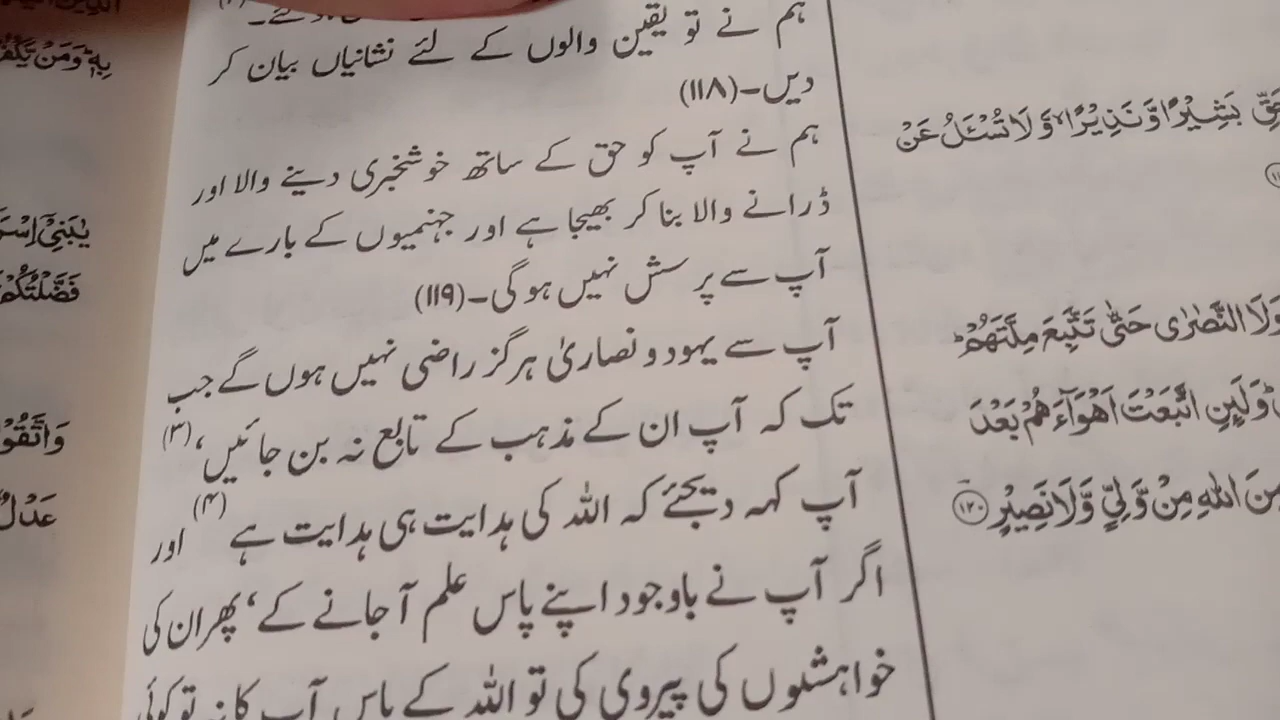 ہم نے تو یقین والوں کے لئے نشانیاں بیان کر
دیں۔(۱۱۸)
ہم نے آپ کو حق کے ساتھ خوشخبری دینے والا اور
ڈرانے والا بنا کر بھیجا ہے اور جہنمیوں کے بارے میں
آپ سے پرسش نہیں ہوگی۔(۱۱۹)
آپ سے یہود و نصاریٰ ہرگز راضی نہیں ہوں گے جب
تک کہ آپ ان کے مذہب کے تابع نہ بن جائیں،(۳)
آپ کہہ دیجئے کہ اللہ کی ہدایت ہی ہدایت ہے(۴) اور
اگر آپ نے باوجود اپنے پاس علم آجانے کے، پھر ان کی
خواہشوں کی پیروی کی تو اللہ کے پاس آپ کا نہ تو کوئی
بَشِيْرًا وَّنَذِيْرًا ۙ وَّلَا تُسْـَٔلُ عَنْ
وَلَا النَّصٰرٰى حَتّٰى تَتَّبِعَ مِلَّتَهُمْ ؕ
وَلَىِٕنِ اتَّبَعْتَ اَهْوَآءَهُمْ بَعْدَ
مِنَ اللّٰهِ مِنْ وَّلِيٍّ وَّلَا نَصِيْرٍ ۱۲۰
بِهٖ ؕ وَمَنْ
يٰبَنِيْٓ
فَضَّلْتُكُمْ